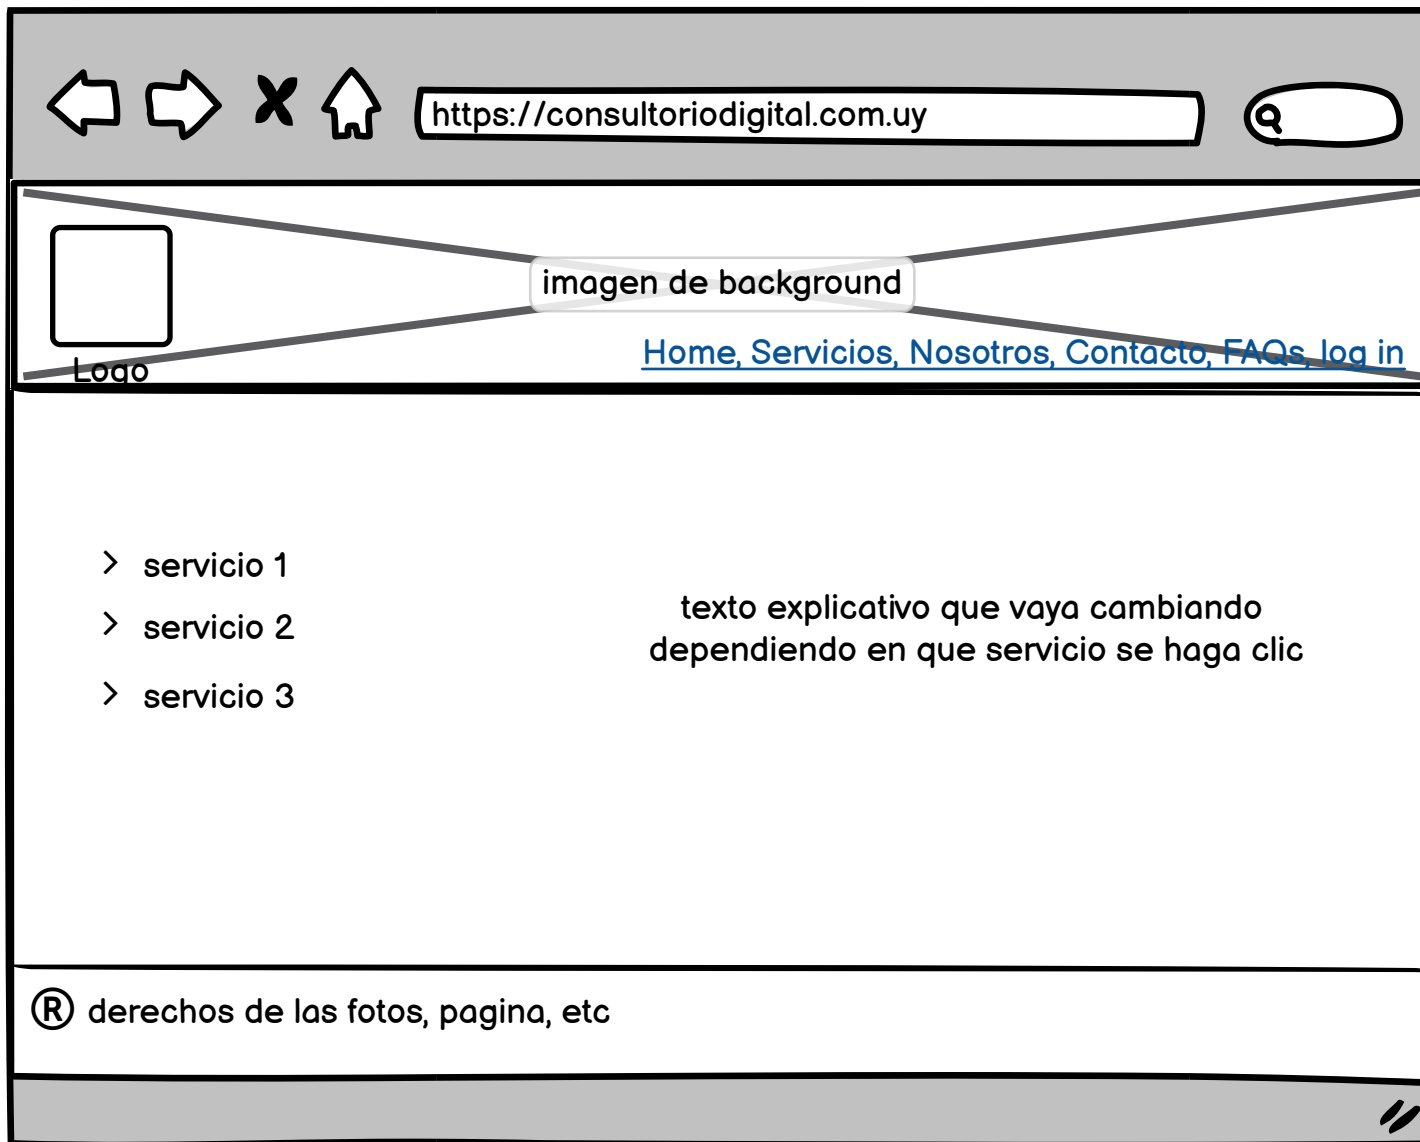 https://consultoriodigital.com.uy
imagen de background
Home, Servicios, Nosotros, Contacto, FAQs, log in
Logo
servicio 1
servicio 2
servicio 3
texto explicativo que vaya cambiando
dependiendo en que servicio se haga clic
® derechos de las fotos, pagina, etc